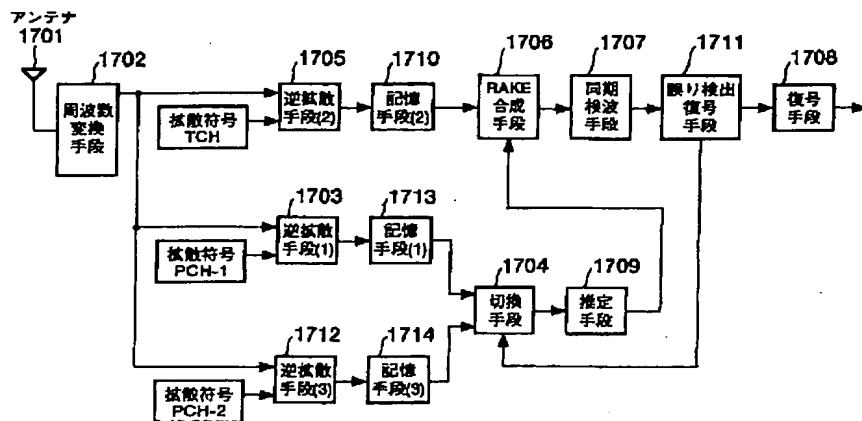 アンテナ
1701
1702
周波数
変換
手段
1705
逆拡散
手段(2)
1710
記憶
手段(2)
1706
RAKE
合成
手段
1707
同期
検波
手段
1711
誤り検出
復号
手段
1708
復号
手段
拡散符号
TCH
1703
逆拡散
手段(1)
1713
記憶
手段(1)
拡散符号
PCH-1
1704
切換
手段
1709
推定
手段
1712
逆拡散
手段(3)
1714
記憶
手段(3)
拡散符号
PCH-2